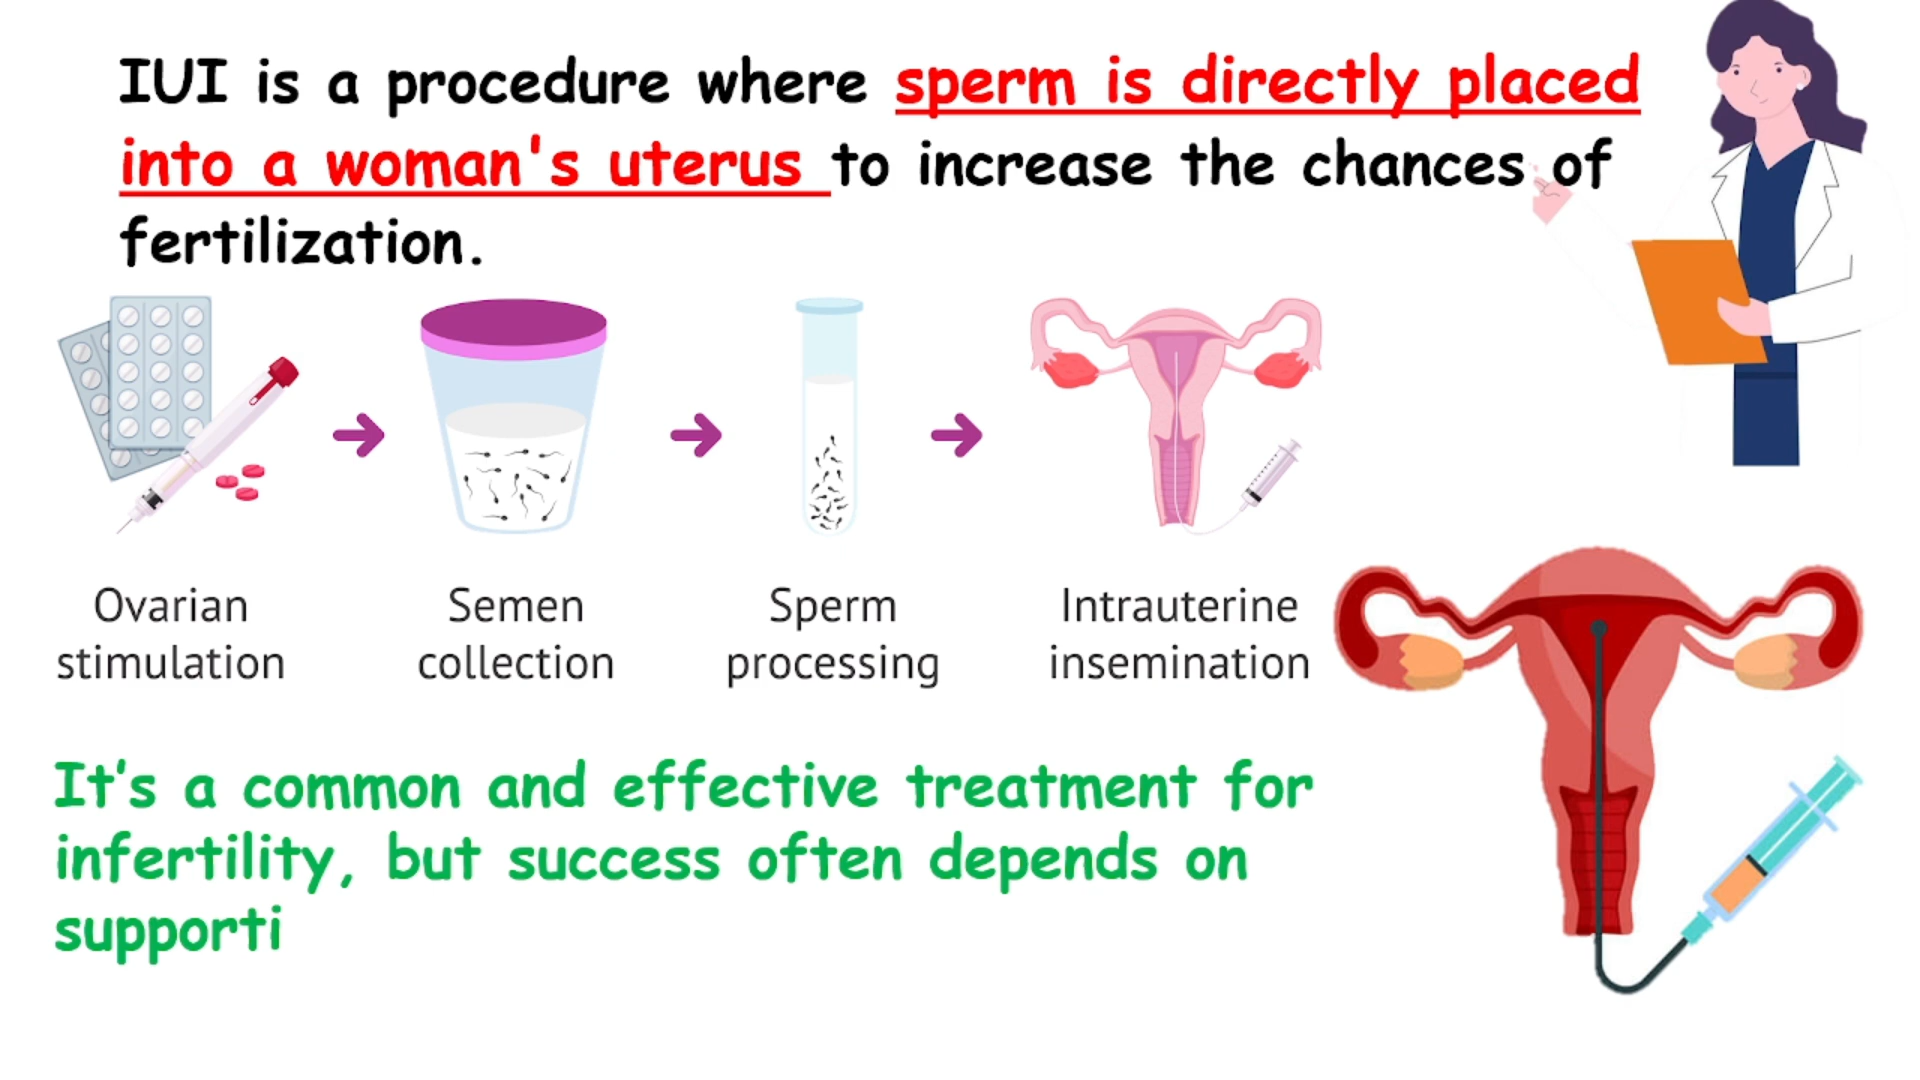 IUI is a procedure where sperm is directly placed
into a woman's uterus to increase the chances of
fertilization.
Ovarian
stimulation
Semen
collection
Sperm
processing
Intrauterine
insemination
It's a common and effective treatment for
infertility, but success often depends on
supporti